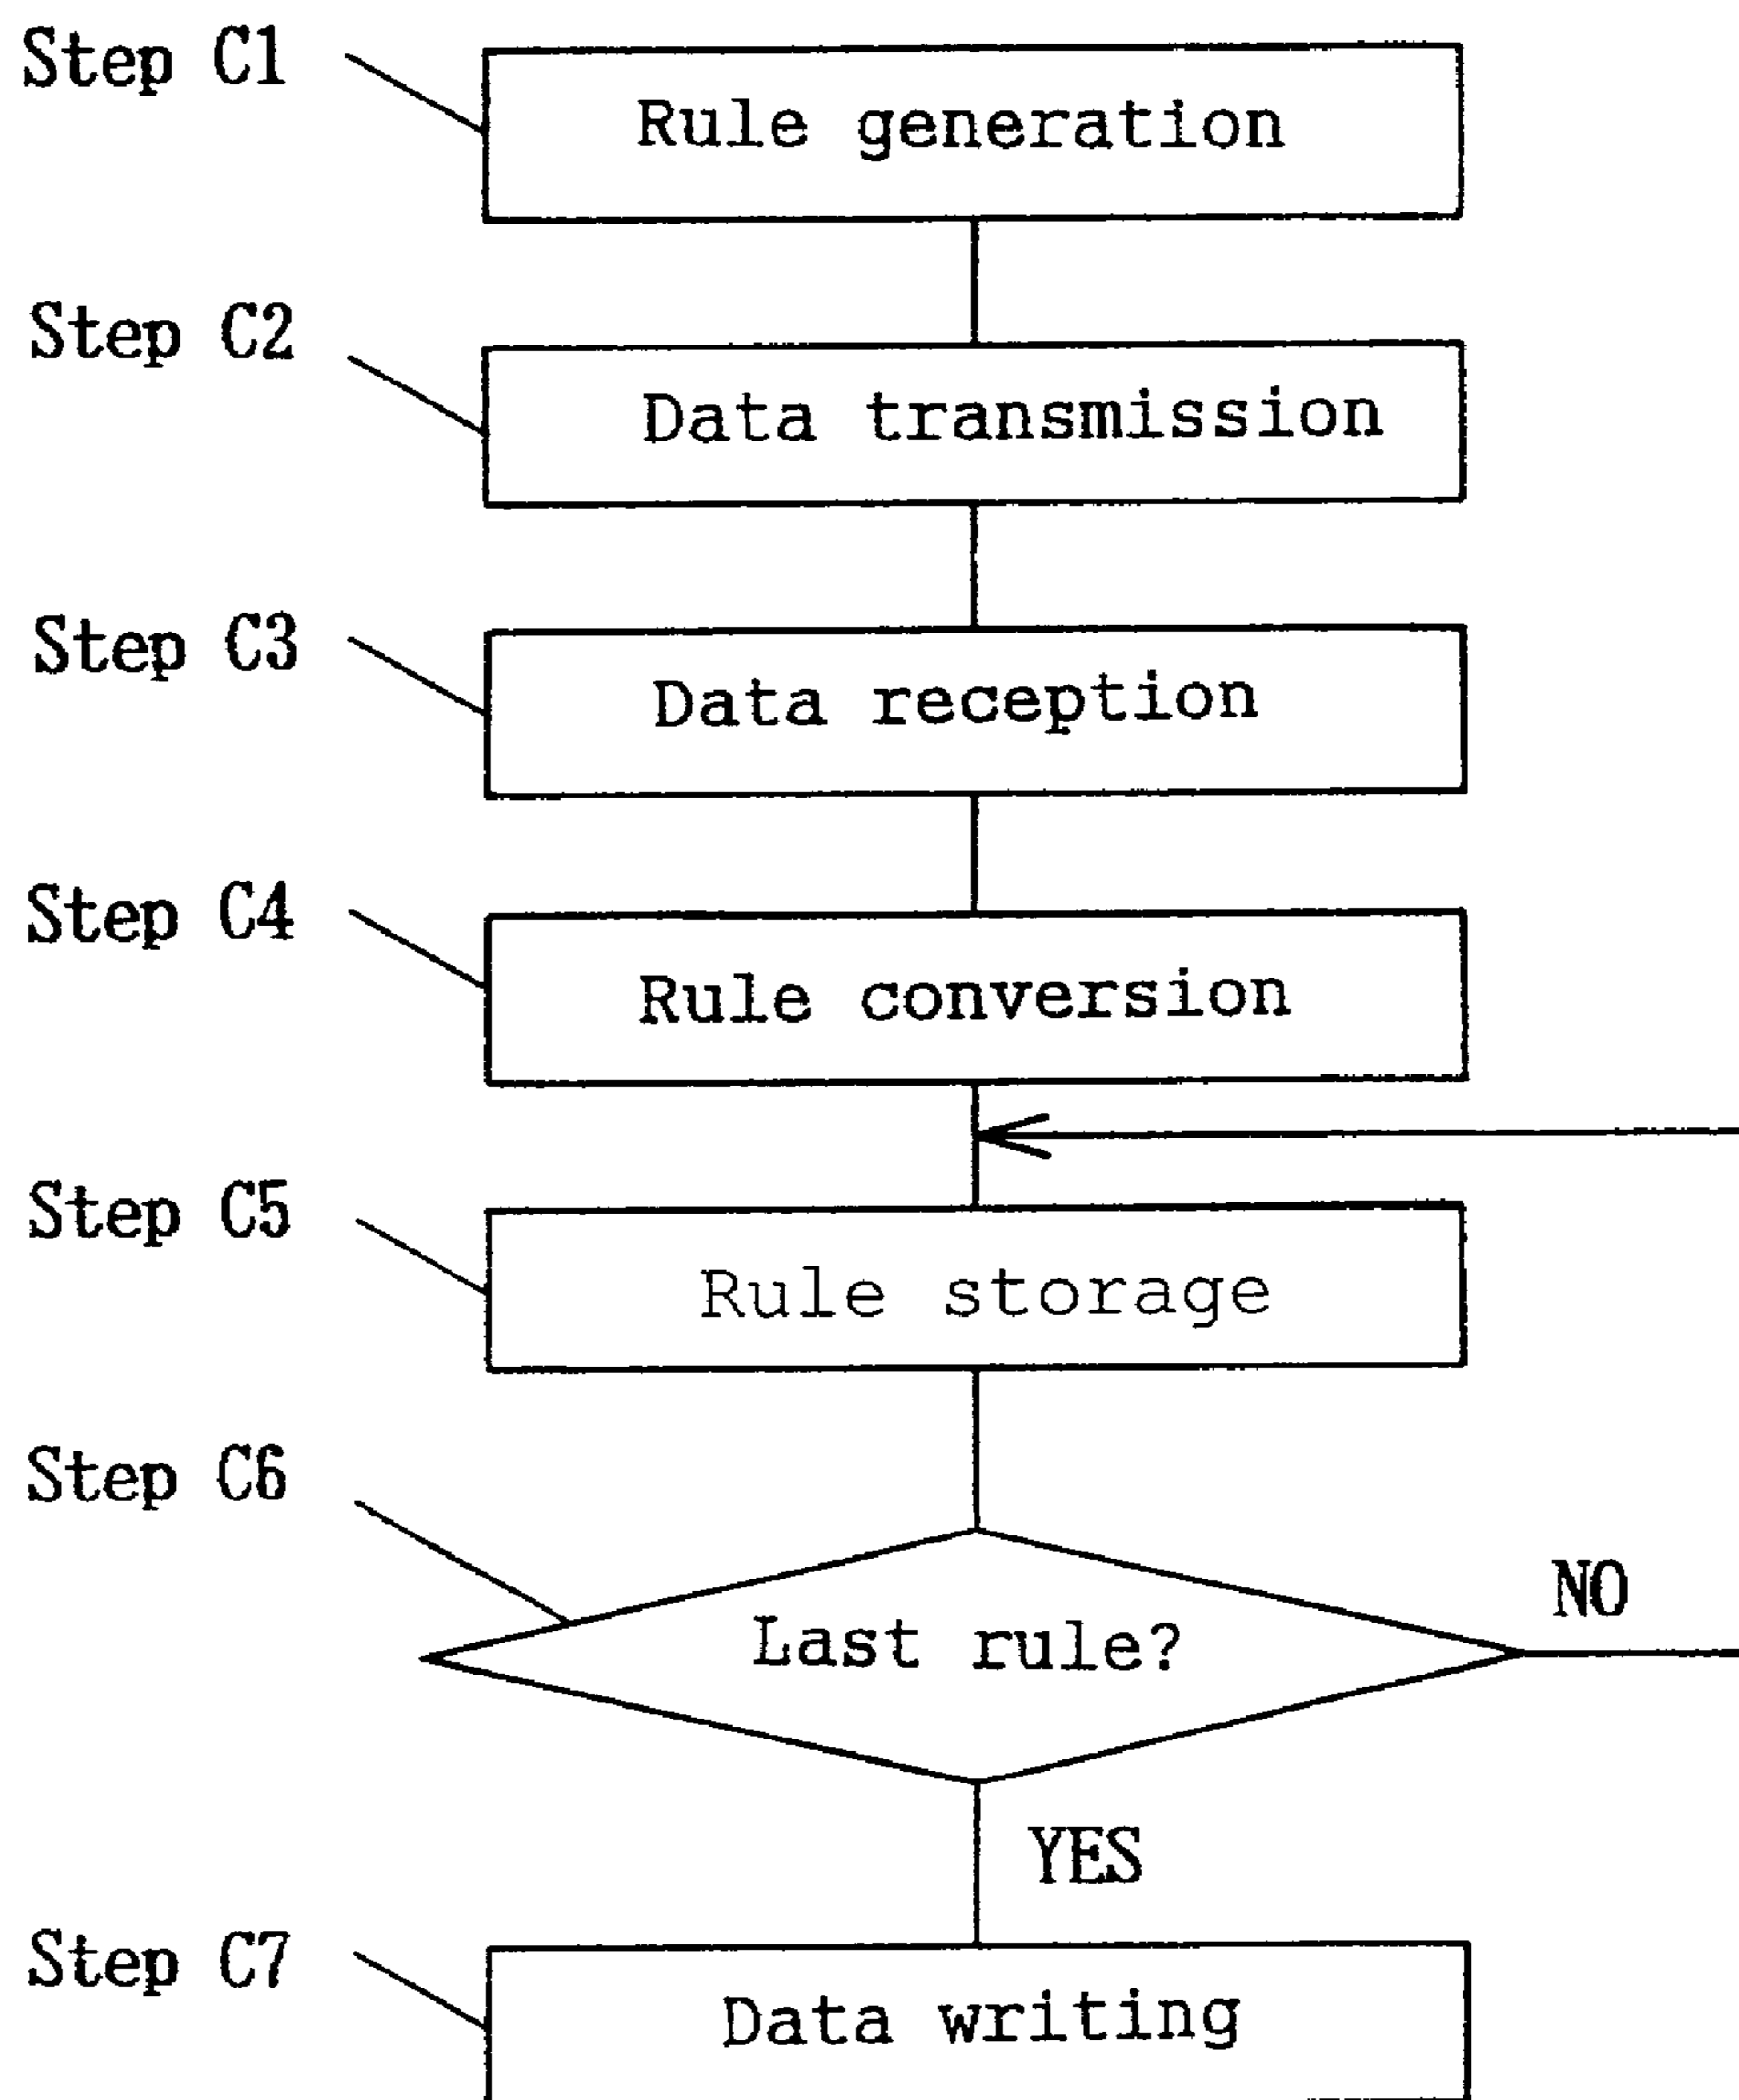 Step C1
Rule generation
Step C2
Data transmission
Step C3
Data reception
Step C4
Rule conversion
Step C5
Rule storage
Step C6
Last rule?
NO
YES
Step C7
Data writing